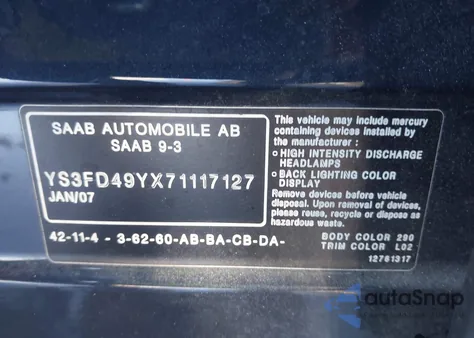 SAAB AUTOMOBILE AB
SAAB 9-3
YS3FD49YX71117127
JAN/07
42-11-4 - 3-62-60-AB-BA-CB-DA-
This vehicle may include mercury
containing devices installed by
the manufacturer :
○ HIGH INTENSITY DISCHARGE
HEADLAMPS
○ BACK LIGHTING COLOR
DISPLAY
Remove devices before vehicle
disposal. Upon removal of devices,
please reuse, recycle or dispose as
hazardous waste.
BODY COLOR 290
TRIM COLOR L02
12761317
autoSnap